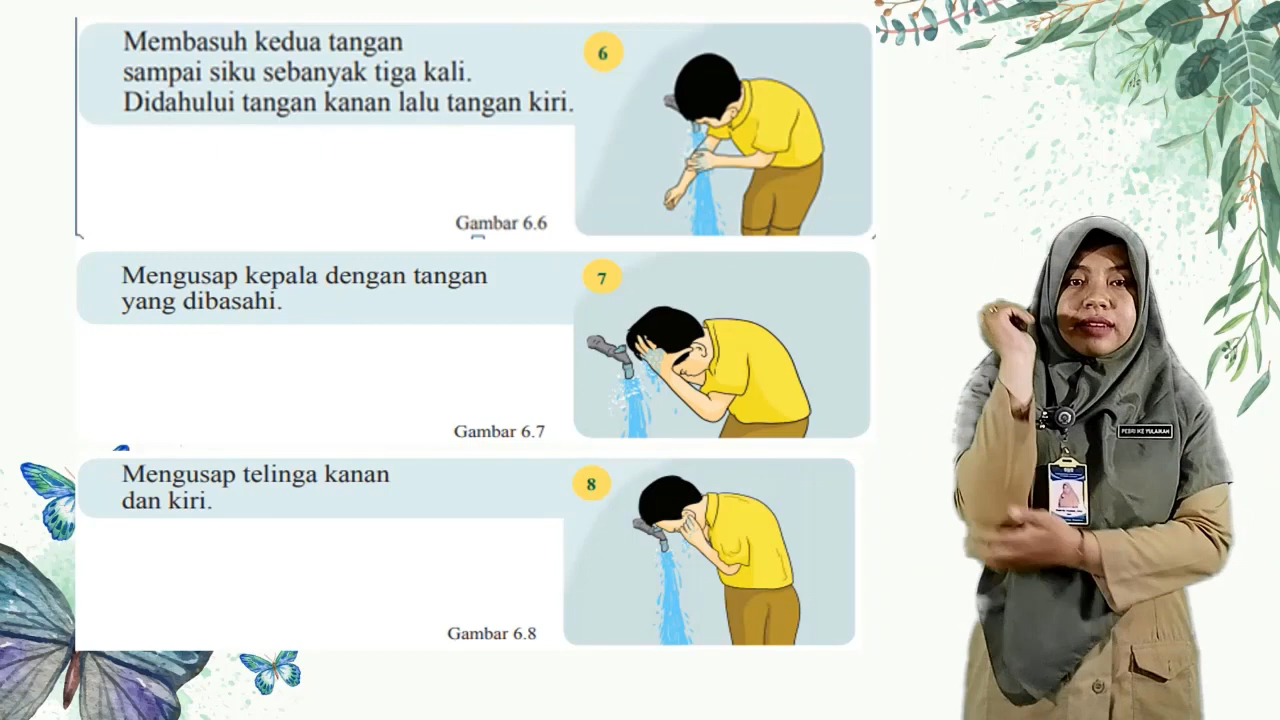 Membasuh kedua tangan
sampai siku sebanyak tiga kali.
Didahului tangan kanan lalu tangan kiri.
6
Gambar 6.6
Mengusap kepala dengan tangan
yang dibasahi.
7
Gambar 6.7
Mengusap telinga kanan
dan kiri.
8
Gambar 6.8